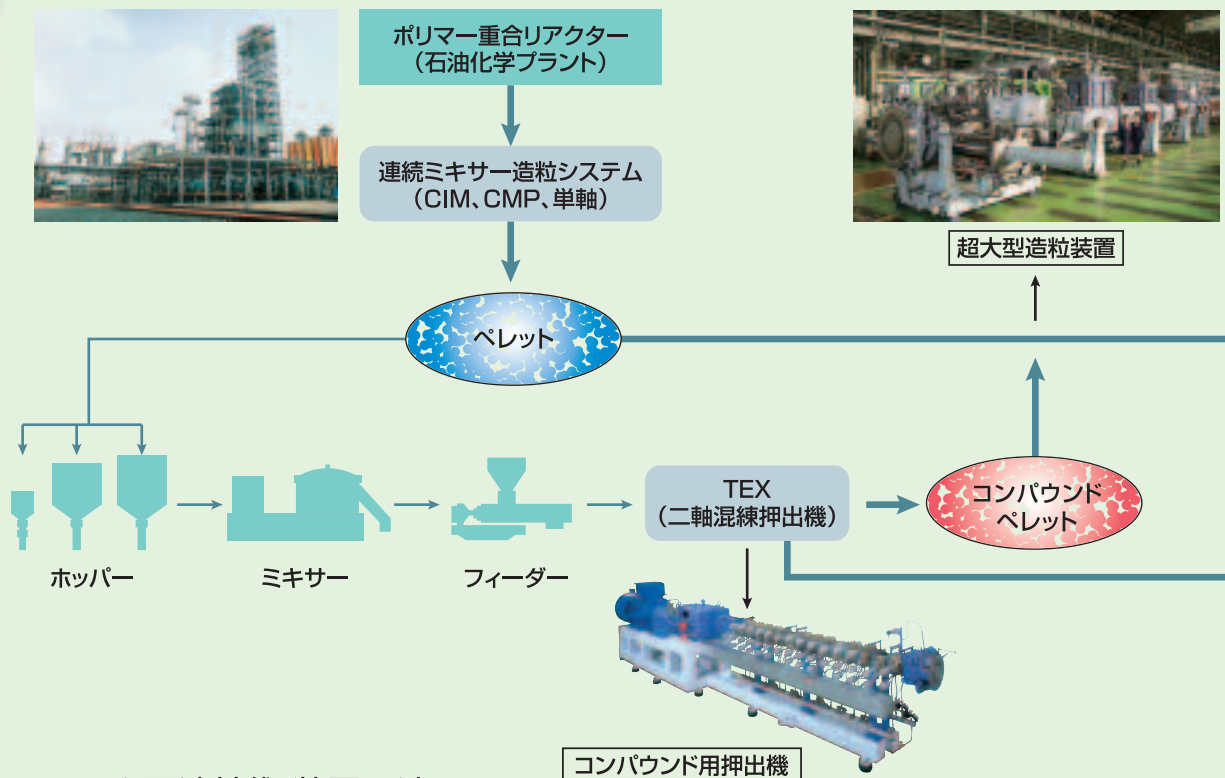 ポリマー重合リアクター
(石油化学プラント)
連続ミキサー造粒システム
(CIM、CMP、単軸)
超大型造粒装置
ペレット
TEX
(二軸混練押出機)
コンパウンド
ペレット
ホッパー
ミキサー
フィーダー
コンパウンド用押出機